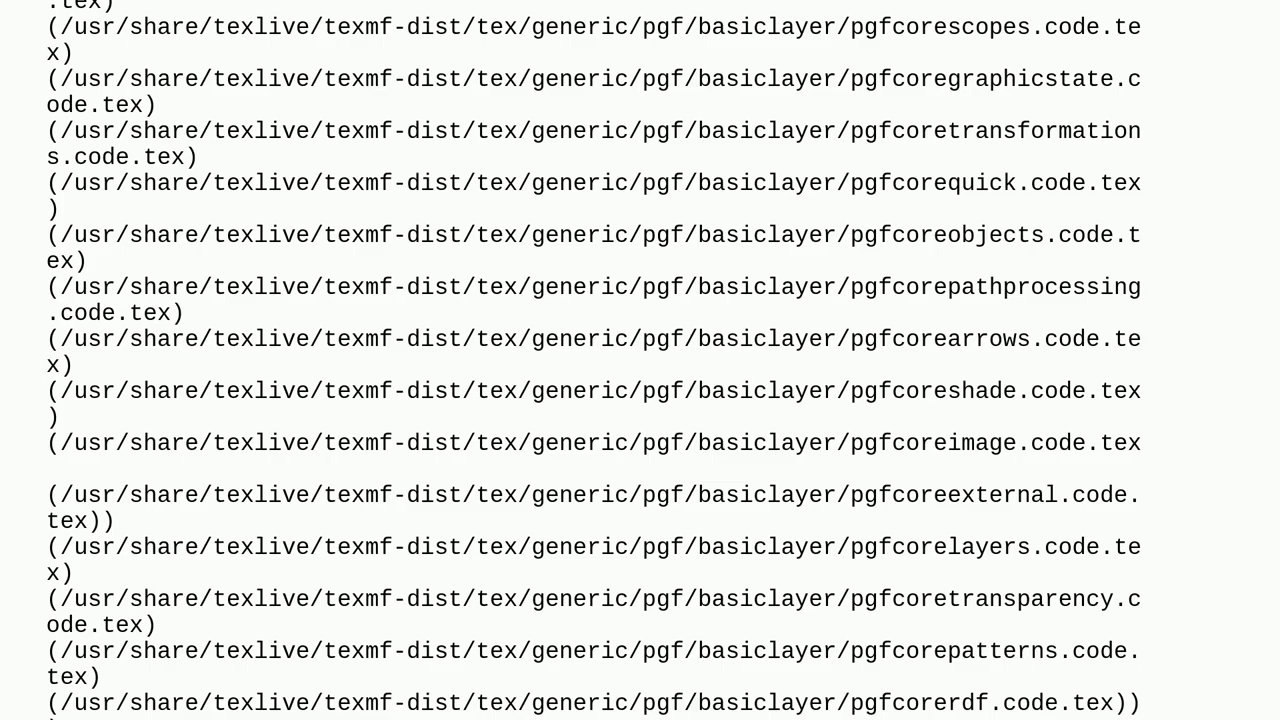 .tex)
(/usr/share/texlive/texmf-dist/tex/generic/pgf/basiclayer/pgfcorescopes.code.te
x)
(/usr/share/texlive/texmf-dist/tex/generic/pgf/basiclayer/pgfcoregraphicstate.c
ode.tex)
(/usr/share/texlive/texmf-dist/tex/generic/pgf/basiclayer/pgfcoretransformation
s.code.tex)
(/usr/share/texlive/texmf-dist/tex/generic/pgf/basiclayer/pgfcorequick.code.tex
)
(/usr/share/texlive/texmf-dist/tex/generic/pgf/basiclayer/pgfcoreobjects.code.t
ex)
(/usr/share/texlive/texmf-dist/tex/generic/pgf/basiclayer/pgfcorepathprocessing
.code.tex)
(/usr/share/texlive/texmf-dist/tex/generic/pgf/basiclayer/pgfcorearrows.code.te
x)
(/usr/share/texlive/texmf-dist/tex/generic/pgf/basiclayer/pgfcoreshade.code.tex
)
(/usr/share/texlive/texmf-dist/tex/generic/pgf/basiclayer/pgfcoreimage.code.tex
(/usr/share/texlive/texmf-dist/tex/generic/pgf/basiclayer/pgfcoreexternal.code.
tex))
(/usr/share/texlive/texmf-dist/tex/generic/pgf/basiclayer/pgfcorelayers.code.te
x)
(/usr/share/texlive/texmf-dist/tex/generic/pgf/basiclayer/pgfcoretransparency.c
ode.tex)
(/usr/share/texlive/texmf-dist/tex/generic/pgf/basiclayer/pgfcorepatterns.code.
tex)
(/usr/share/texlive/texmf-dist/tex/generic/pgf/basiclayer/pgfcorerdf.code.tex))